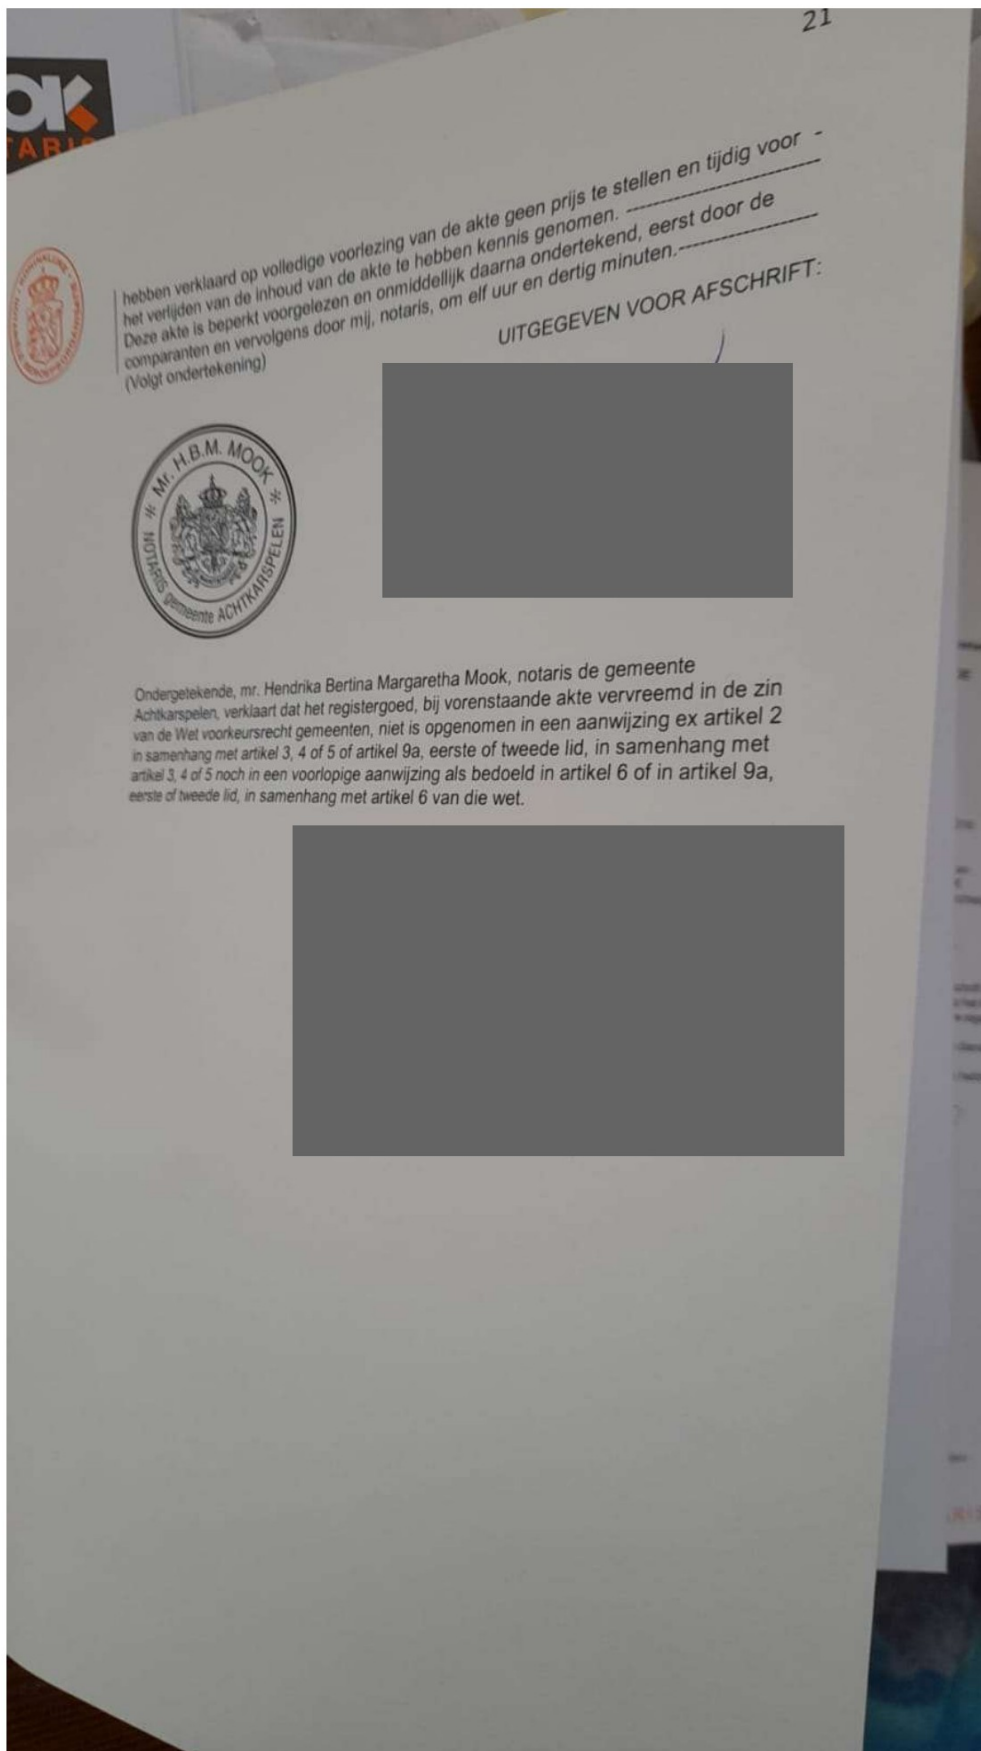 21
OK
TARIS
hebben verklaard op volledige voorlezing van de akte geen prijs te stellen en tijdig voor -
het verlijden van de inhoud van de akte te hebben kennis genomen. --------------------
Deze akte is beperkt voorgelezen en onmiddellijk daarna ondertekend, eerst door de
comparanten en vervolgens door mij, notaris, om elf uur en dertig minuten.--------------
(Volgt ondertekening)
UITGEGEVEN VOOR AFSCHRIFT:
* Mr. H.B.M. MOOK *
NOTARIS gemeente ACHTKARSPELEN
Ondergetekende, mr. Hendrika Bertina Margaretha Mook, notaris de gemeente
Achtkarspelen, verklaart dat het registergoed, bij vorenstaande akte vervreemd in de zin
van de Wet voorkeursrecht gemeenten, niet is opgenomen in een aanwijzing ex artikel 2
in samenhang met artikel 3, 4 of 5 of artikel 9a, eerste of tweede lid, in samenhang met
artikel 3, 4 of 5 noch in een voorlopige aanwijzing als bedoeld in artikel 6 of in artikel 9a,
eerste of tweede lid, in samenhang met artikel 6 van die wet.